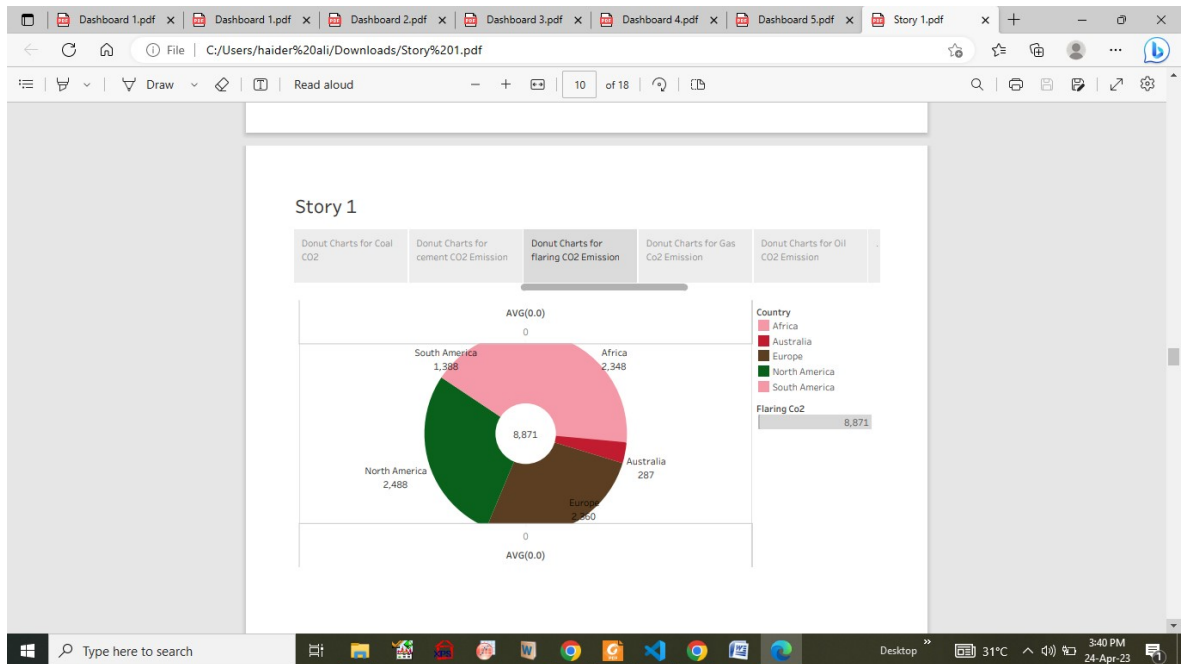 Dashboard 1.pdf
Dashboard 1.pdf
Dashboard 2.pdf
Dashboard 3.pdf
Dashboard 4.pdf
Dashboard 5.pdf
Story 1.pdf
File | C:/Users/haider%20ali/Downloads/Story%201.pdf
Draw
Read aloud
10 of 18
Story 1
Donut Charts for Coal
CO2
Donut Charts for
cement CO2 Emission
Donut Charts for
flaring CO2 Emission
Donut Charts for Gas
Co2 Emission
Donut Charts for Oil
CO2 Emission
AVG(0.0)
0
South America
1,388
Africa
2,348
8,871
Australia
287
North America
2,488
Europe
2,360
0
AVG(0.0)
Country
Africa
Australia
Europe
North America
South America
Flaring Co2
8,871
Type here to search
Desktop
31°C
3:40 PM
24-Apr-23